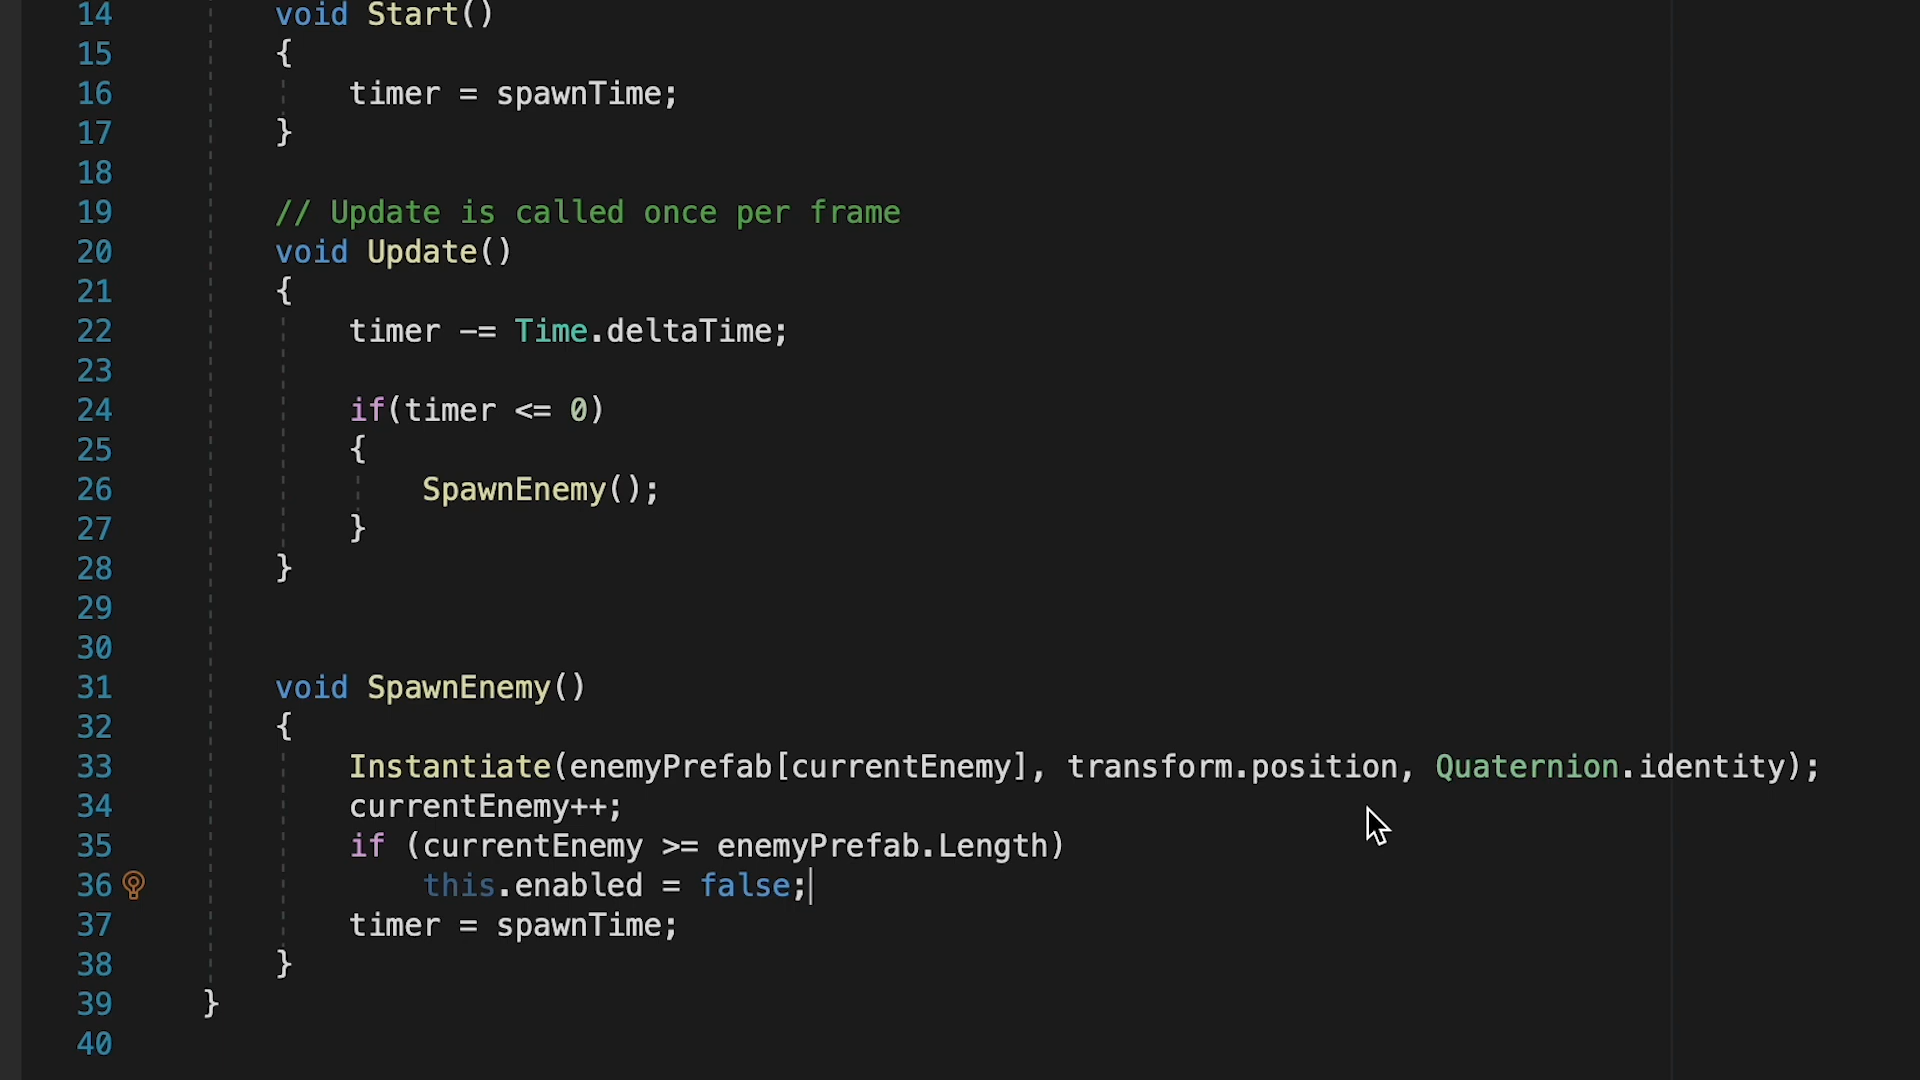 14 void Start()
15 {
16 timer = spawnTime;
17 }
18
19 // Update is called once per frame
20 void Update()
21 {
22 timer -= Time.deltaTime;
23
24 if(timer <= 0)
25 {
26 SpawnEnemy();
27 }
28 }
29
30
31 void SpawnEnemy()
32 {
33 Instantiate(enemyPrefab[currentEnemy], transform.position, Quaternion.identity);
34 currentEnemy++;
35 if (currentEnemy >= enemyPrefab.Length)
36 this.enabled = false;
37 timer = spawnTime;
38 }
39 }
40